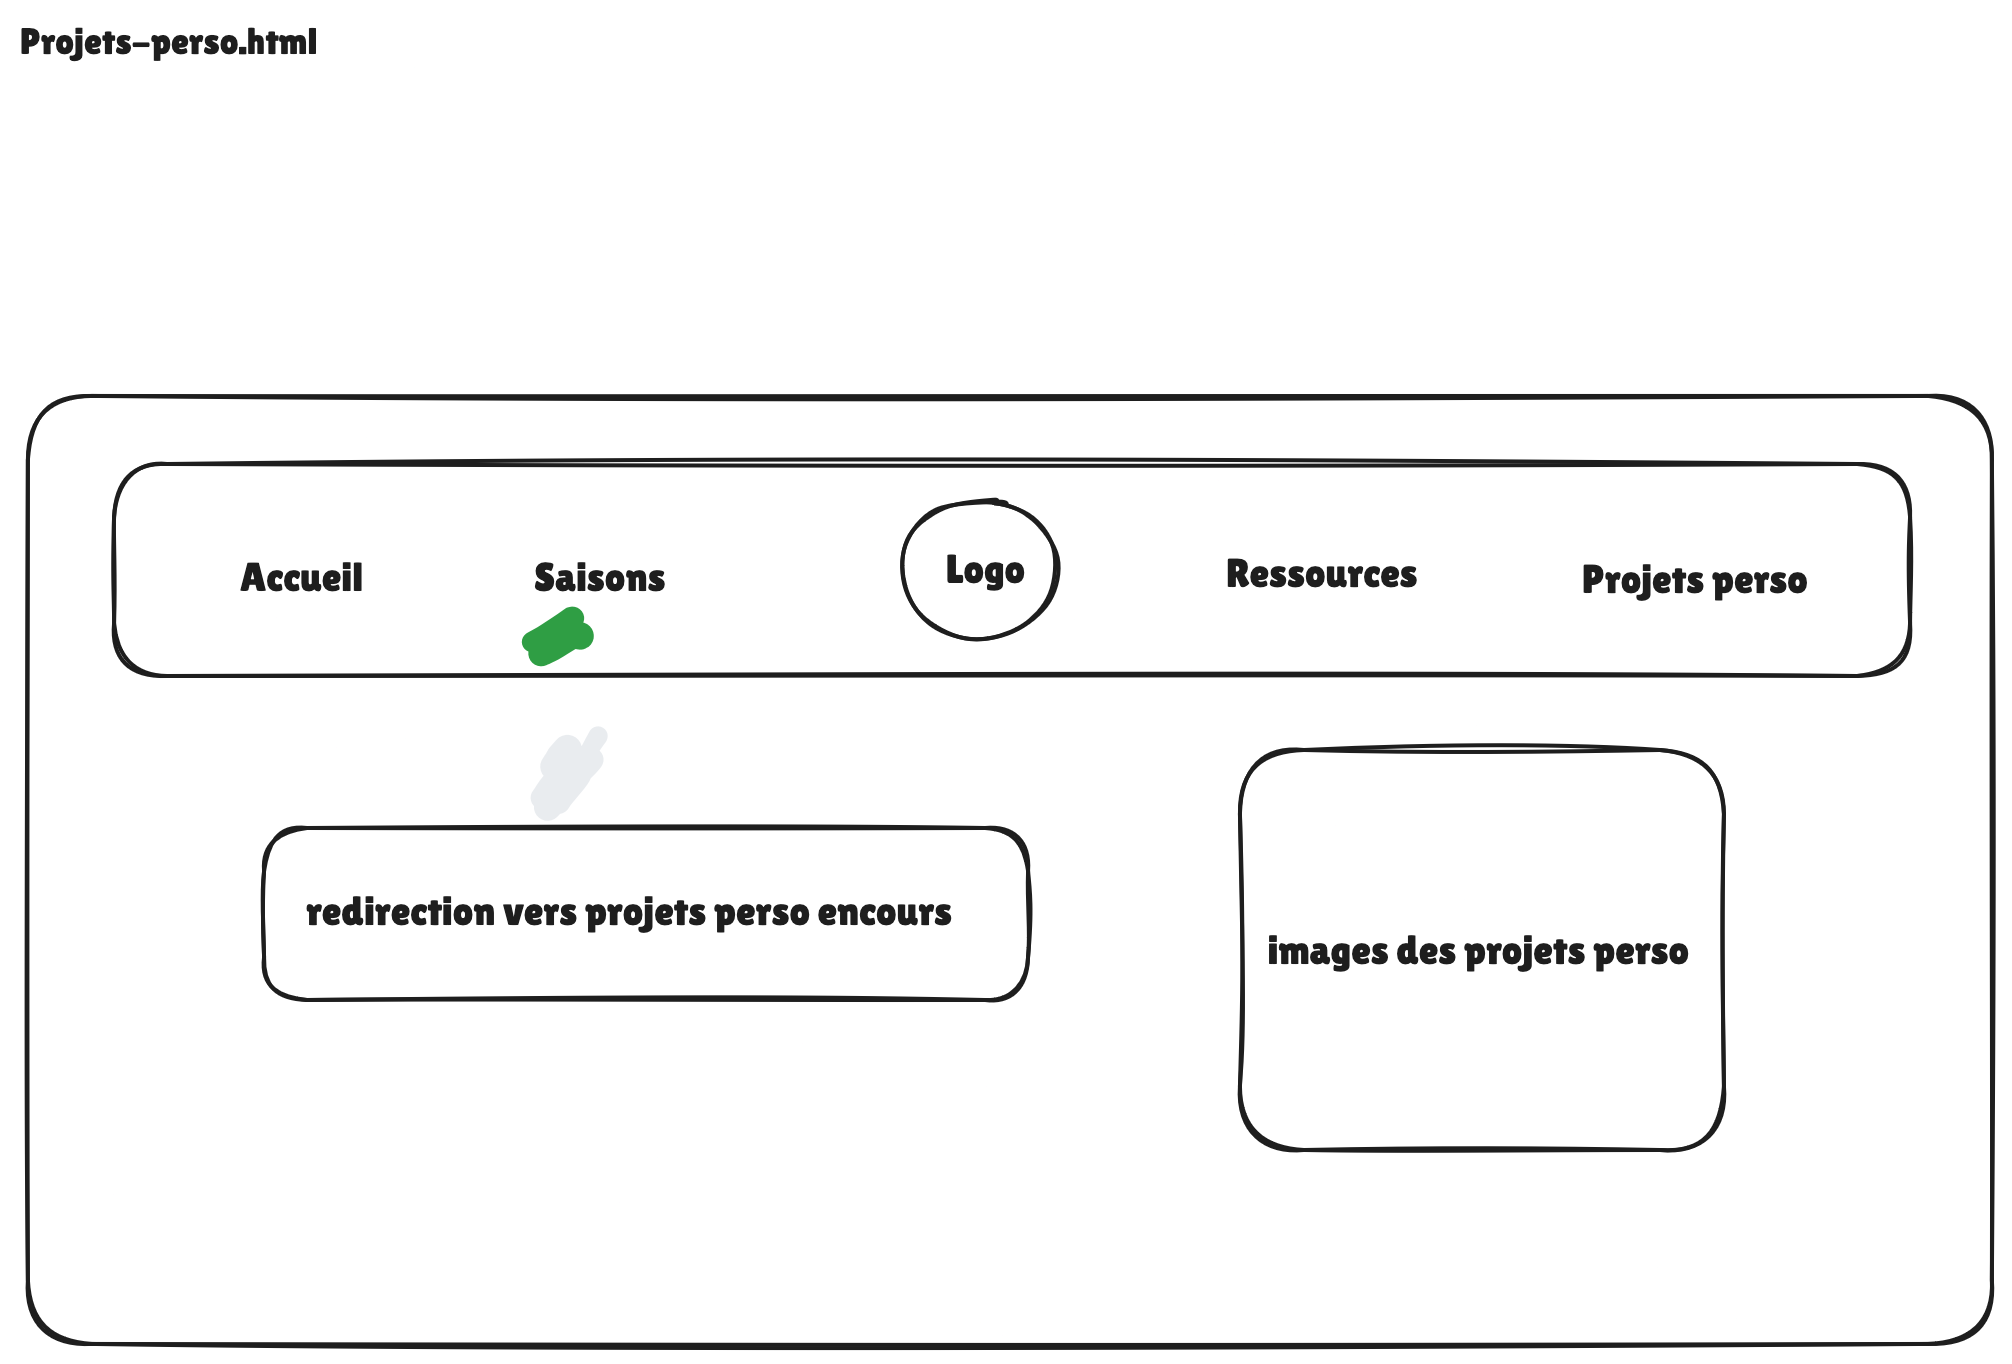 Projets-perso.html
Accueil
Saisons
Logo
Ressources
Projets perso
redirection vers projets perso encours
images des projets perso